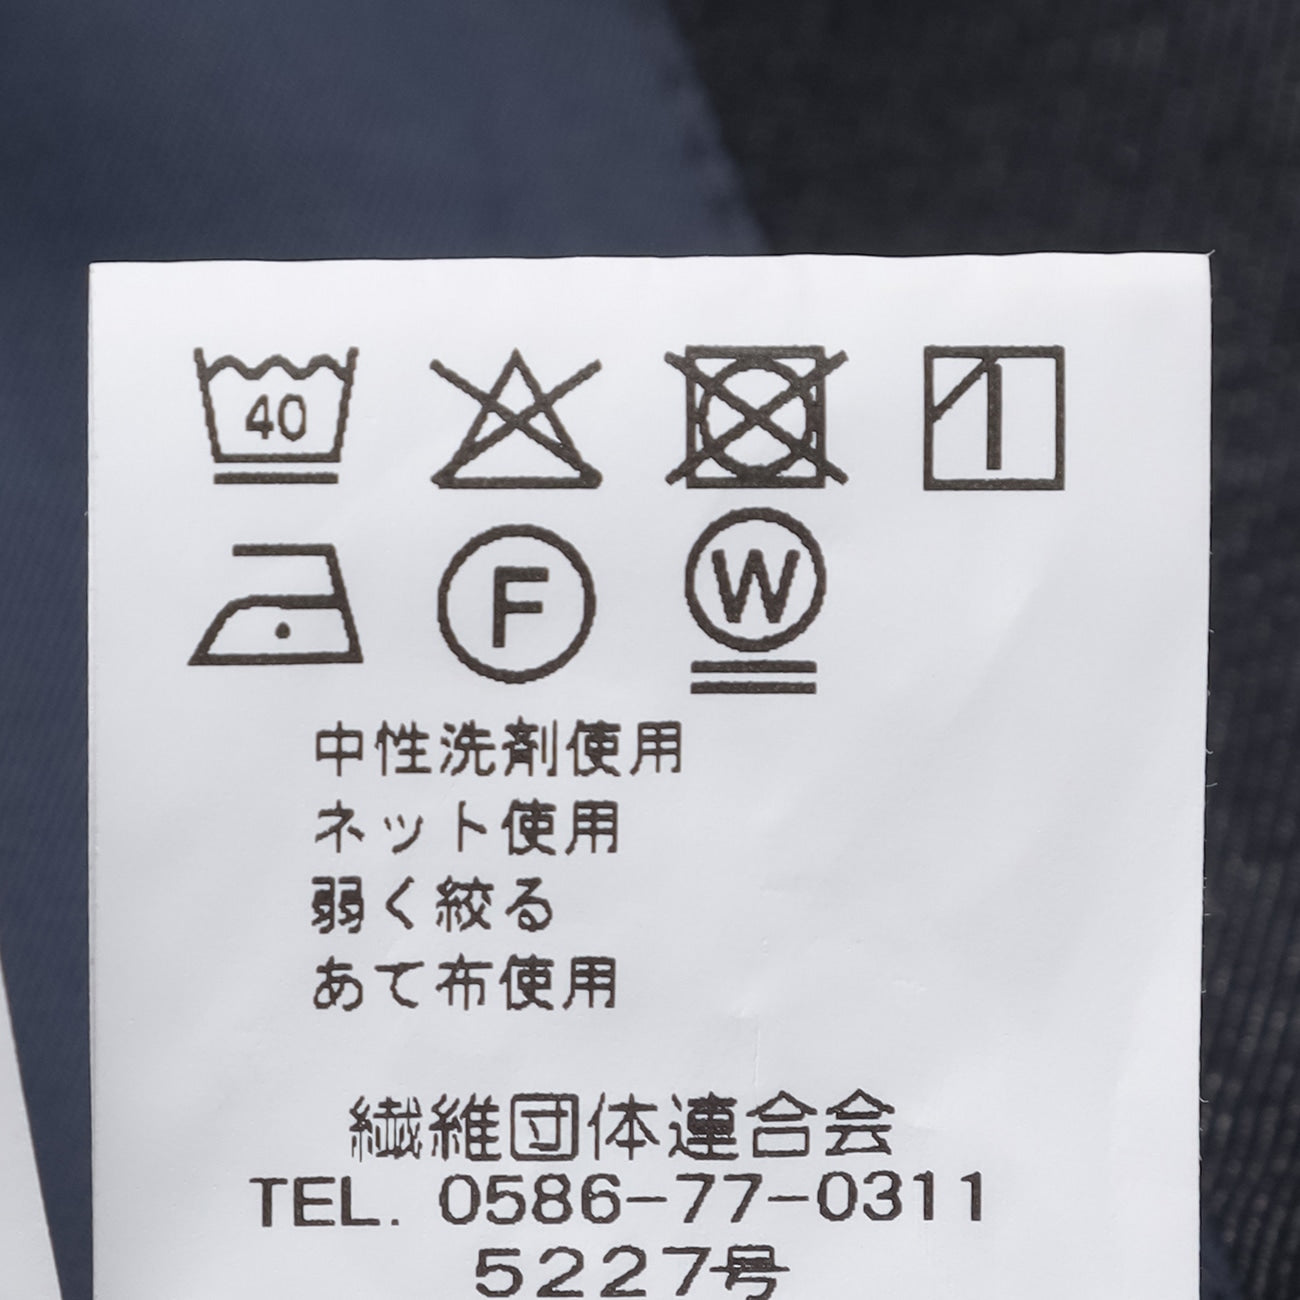 40
F W
中性洗剤使用
ネット使用
弱く絞る
あて布使用
繊維団体連合会
TEL. 0586-77-0311
5227号